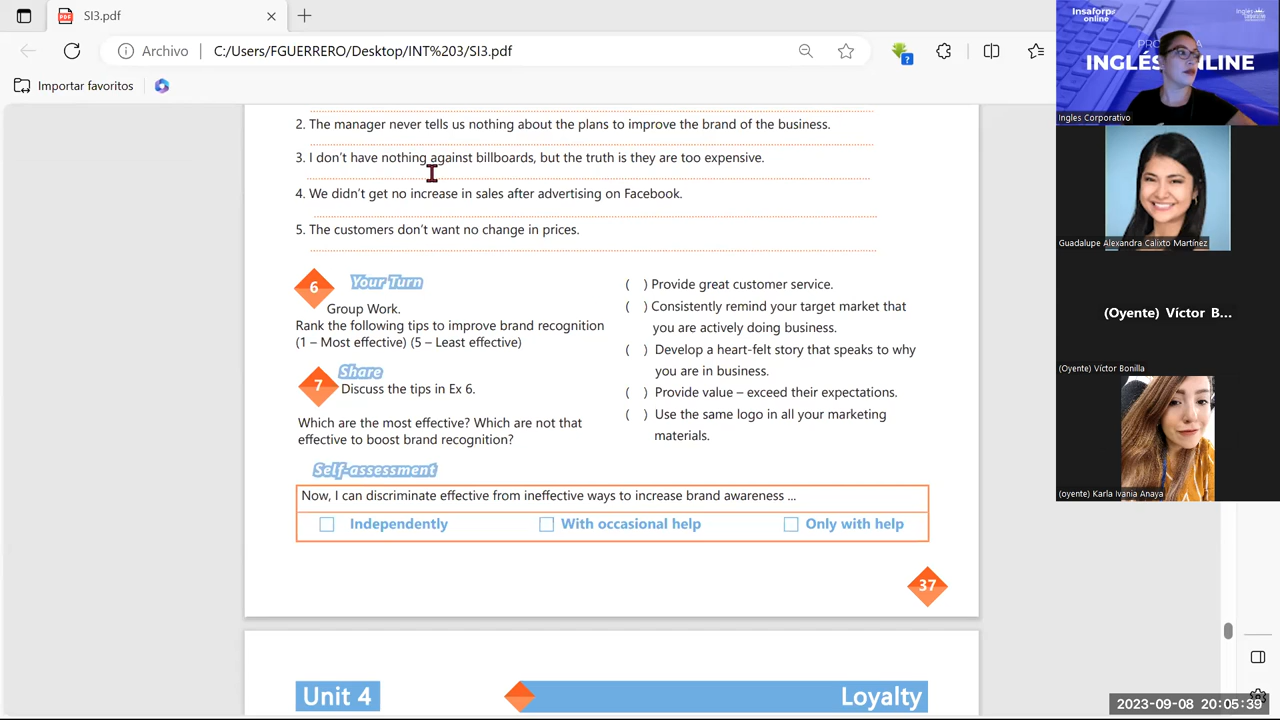 SI3.pdf
Archivo
C:/Users/FGUERRERO/Desktop/INT%203/SI3.pdf
Importar favoritos
2. The manager never tells us nothing about the plans to improve the brand of the business.
3. I don't have nothing against billboards, but the truth is they are too expensive.
4. We didn't get no increase in sales after advertising on Facebook.
5. The customers don't want no change in prices.
6
Your Turn
Group Work.
Rank the following tips to improve brand recognition
(1 – Most effective) (5 – Least effective)
7
Share
Discuss the tips in Ex 6.
Which are the most effective? Which are not that
effective to boost brand recognition?
( ) Provide great customer service.
( ) Consistently remind your target market that
you are actively doing business.
( ) Develop a heart-felt story that speaks to why
you are in business.
( ) Provide value – exceed their expectations.
( ) Use the same logo in all your marketing
materials.
Self-assessment
Now, I can discriminate effective from ineffective ways to increase brand awareness ...
Independently
With occasional help
Only with help
37
Unit 4
Loyalty
Insaforp
online
INGLÉS ONLINE
Ingles Corporativo
Guadalupe Alexandra Calixto Martínez
(Oyente) Víctor B...
(Oyente) Víctor Bonilla
(oyente) Karla Ivania Anaya
2023-09-08 20:05:39